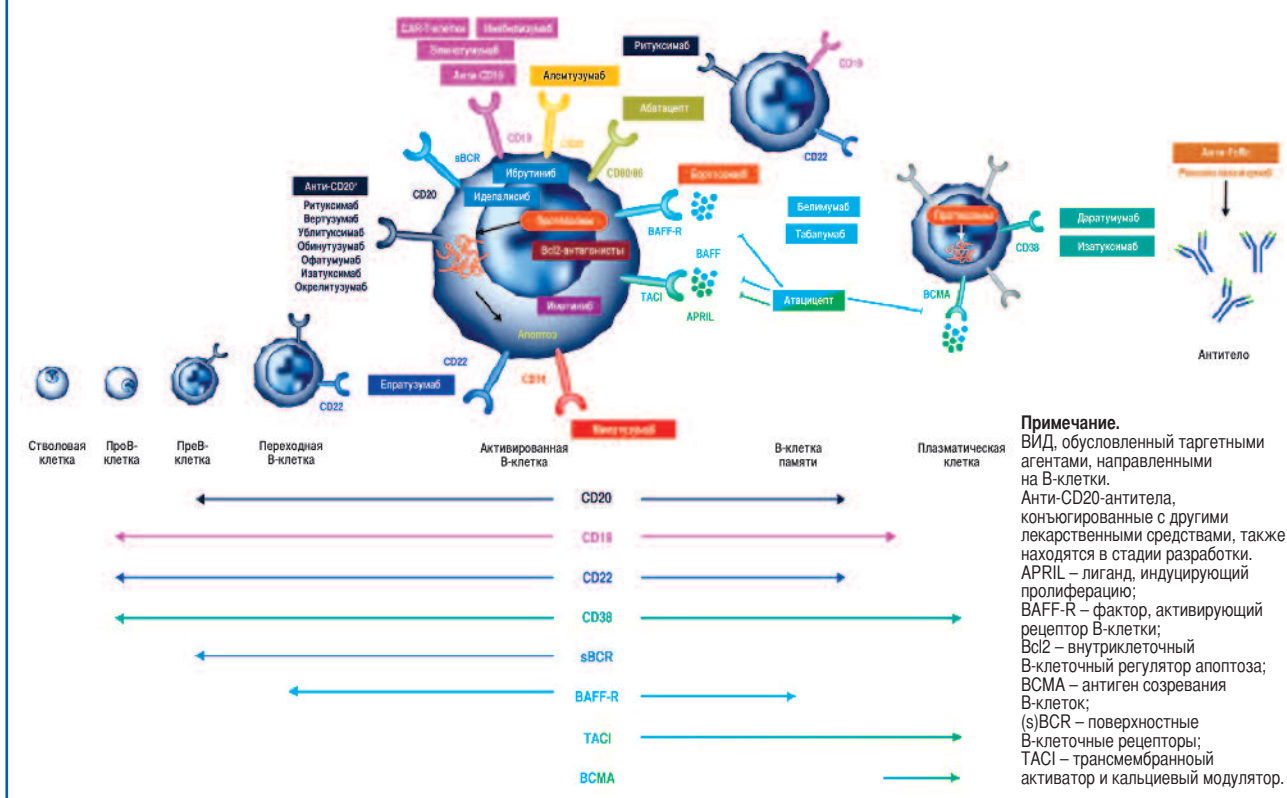 CAR-T-клетки
Анти-CD19
Алемтузумаб
Ритуксимаб
CD19
Абатацепт
CD19
sBCR
CD80/86
CD22
CD20
Ибрутиниб
Иделалисиб
Анти-CD20*
Ритуксимаб
Вертузумаб
Ублитуксимаб
Обинутузумаб
Офатумумаб
Изатуксимаб
Окрелитузумаб
Bcl2-антагонисты
BAFF-R
Бортезомиб
BAFF
Белимумаб
Табалумаб
CD38
Даратумумаб
Изатуксимаб
TACI
APRIL
Атацицепт
BCMA
Антитело
Апоптоз
CD22
CD22
Епратузумаб
Стволовая
клетка
ПроВ-
клетка
ПреВ-
клетка
Переходная
В-клетка
Активированная
В-клетка
В-клетка
памяти
Плазматическая
клетка
CD20
CD19
CD22
CD38
sBCR
BAFF-R
TACI
BCMA
Примечание.
ВИД, обусловленный таргетными
агентами, направленными
на В-клетки.
Анти-CD20-антитела,
конъюгированные с другими
лекарственными средствами, также
находятся в стадии разработки.
APRIL – лиганд, индуцирующий
пролиферацию;
BAFF-R – фактор, активирующий
рецептор В-клетки;
Bcl2 – внутриклеточный
В-клеточный регулятор апоптоза;
BCMA – антиген созревания
В-клеток;
(s)BCR – поверхностные
В-клеточные рецепторы;
TACI – трансмембранноый
активатор и кальциевый модулятор.